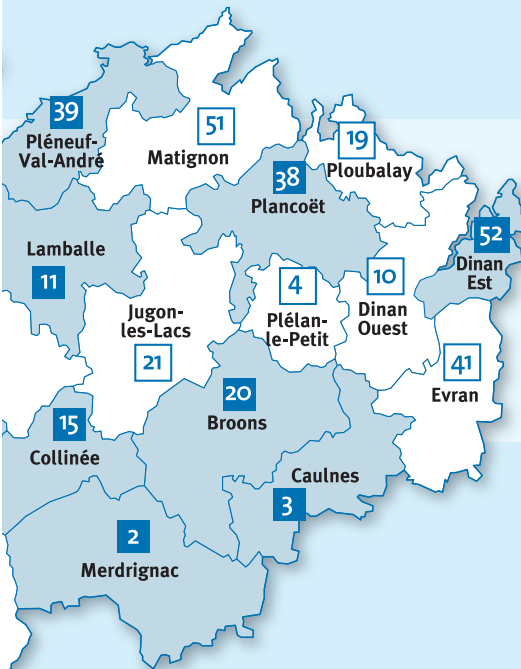 39
Pléneuf-
Val-André
51
Matignon
19
Ploubalay
38
Plancoët
52
Dinan
Est
Lamballe
11
4
Plélan-
le-Petit
10
Dinan
Ouest
Jugon-
les-Lacs
21
41
Evran
20
Broons
15
Collinée
Caulnes
3
2
Merdrignac